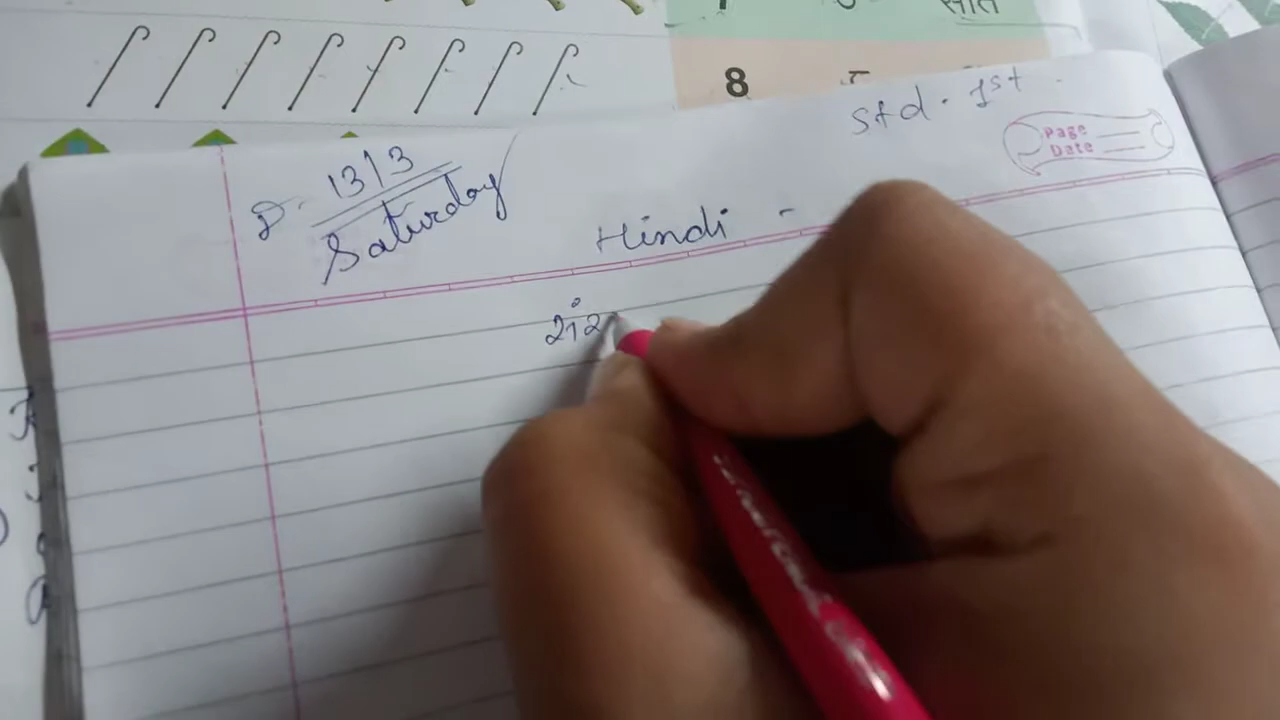 सात
8
Std. 1st.
Page
Date
D. 13/3
Saturday
Hindi -